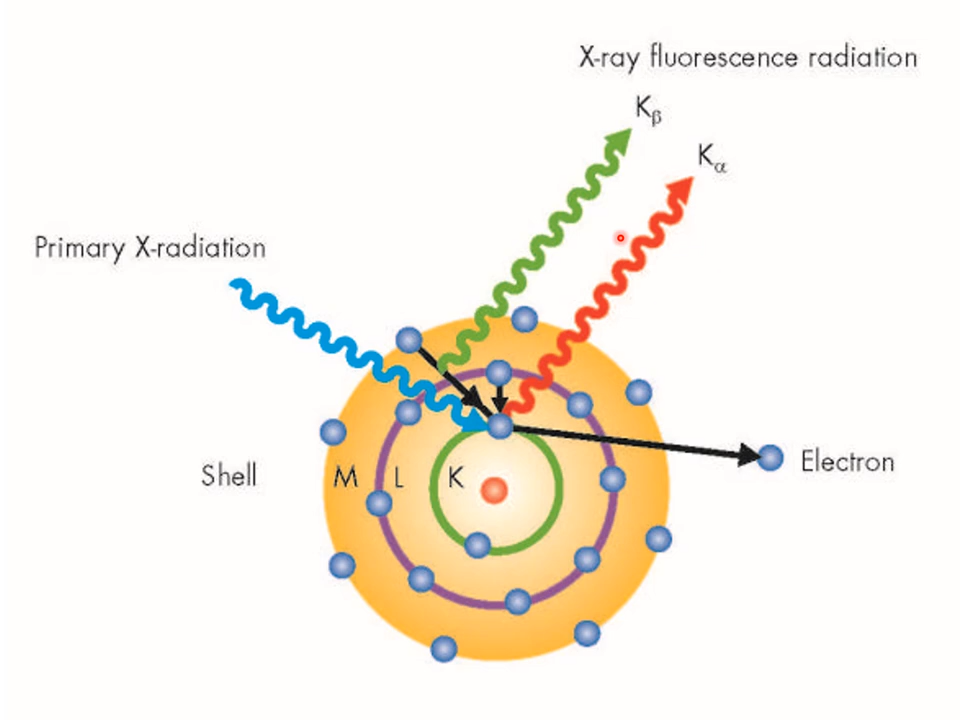 X-ray fluorescence radiation
Kβ
Kα
Primary X-radiation
Shell
M
L
K
Electron